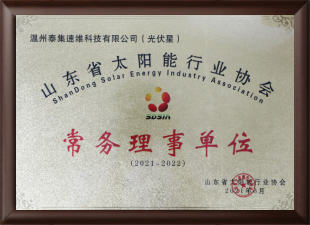 温州泰集速维科技有限公司（光伏星）
山东省太阳能行业协会
ShanDong Solar Energy Industry Association
SDSIA
常务理事单位
(2021-2022)
山东省太阳能行业协会